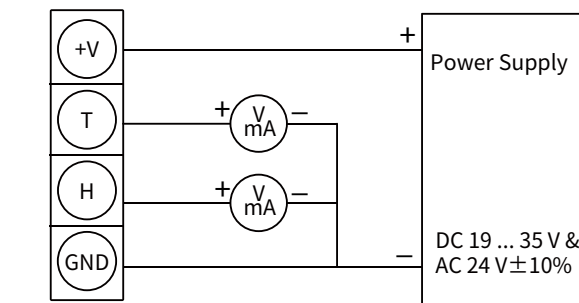 +V
+
Power Supply
T
+
V
mA
−
H
+
V
mA
−
GND
−
DC 19 ... 35 V &
AC 24 V±10%